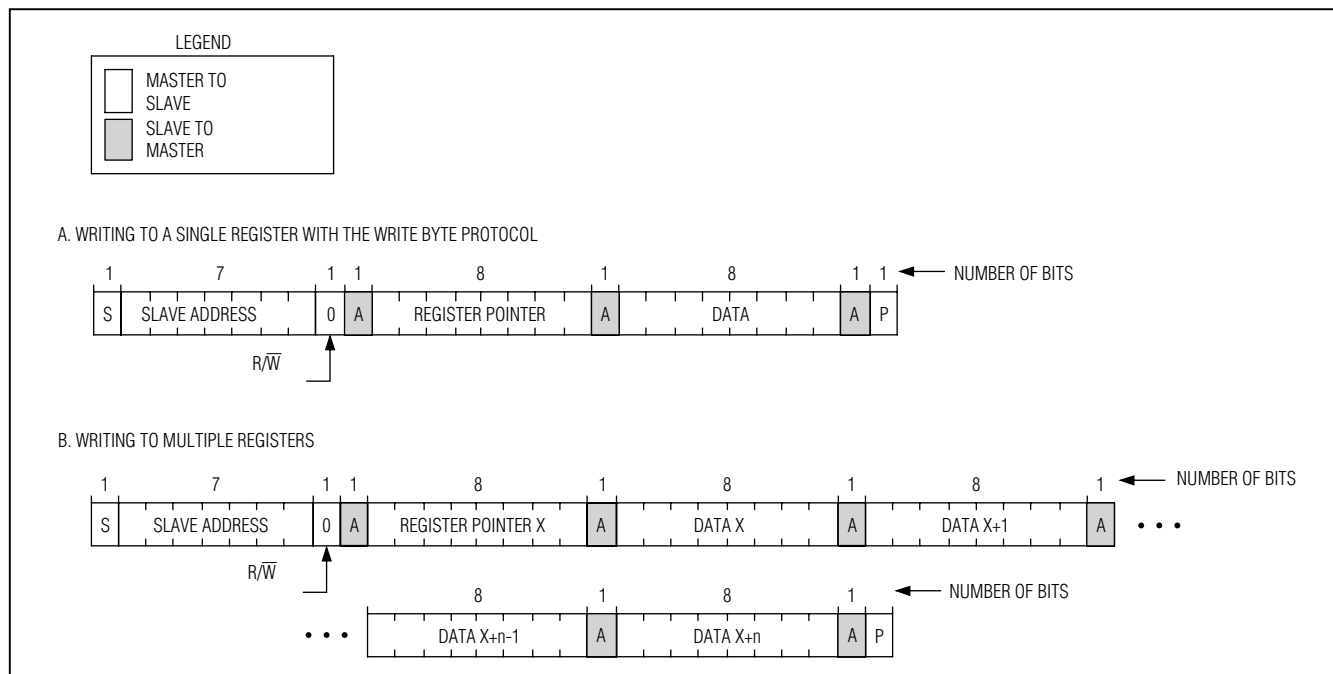 LEGEND
MASTER TO
SLAVE
SLAVE TO
MASTER
A. WRITING TO A SINGLE REGISTER WITH THE WRITE BYTE PROTOCOL
1 7 1 1 8 1 8 1 1 NUMBER OF BITS
S SLAVE ADDRESS 0 A REGISTER POINTER A DATA A P
R/W̅
B. WRITING TO MULTIPLE REGISTERS
1 7 1 1 8 1 8 1 8 1 NUMBER OF BITS
S SLAVE ADDRESS 0 A REGISTER POINTER X A DATA X A DATA X+1 A • • •
R/W̅
8 1 8 1 NUMBER OF BITS
• • • DATA X+n-1 A DATA X+n A P